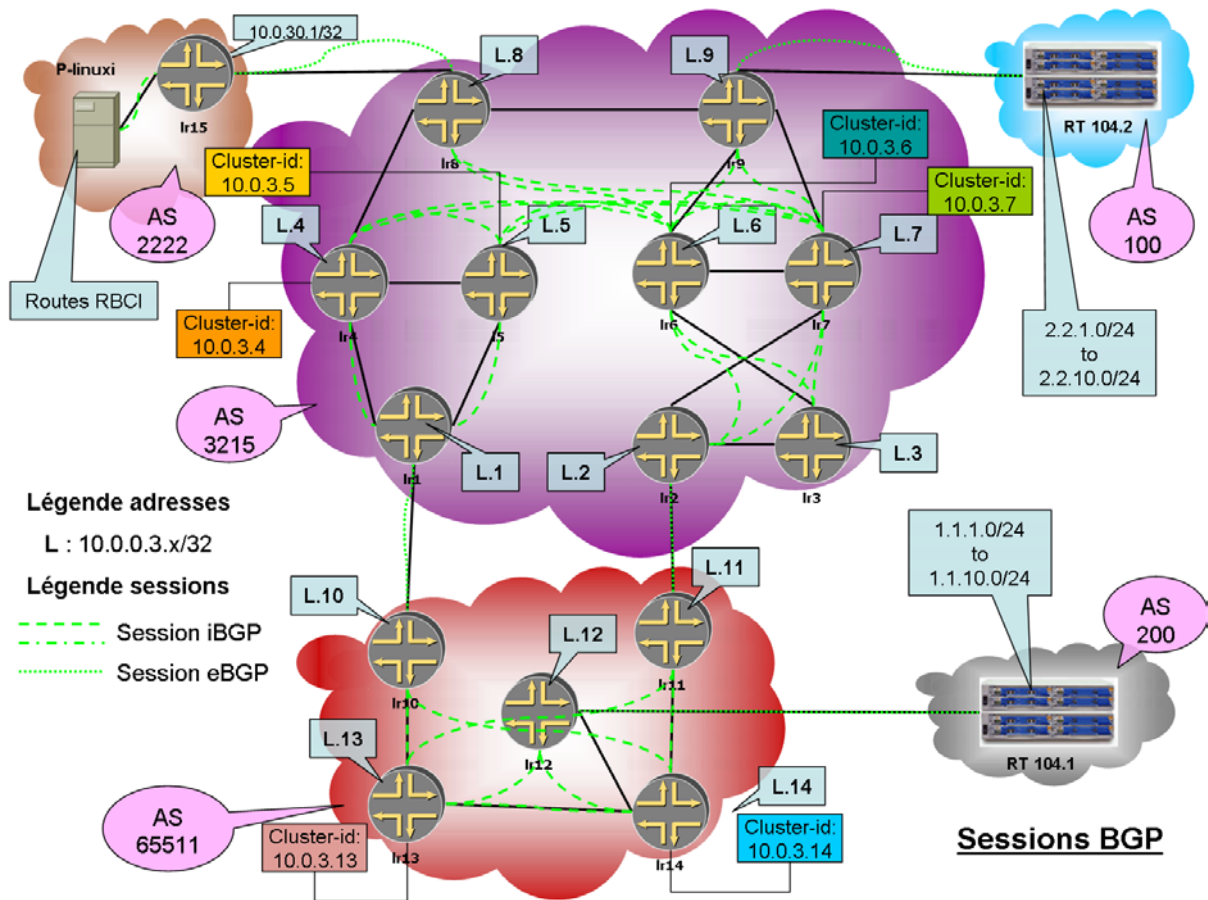 10.0.30.1/32
P-linuxi
lr15
L.8
L.9
lr8
lr9
RT 104.2
Cluster-id:
10.0.3.6
Cluster-id:
10.0.3.5
Cluster-id:
10.0.3.7
AS
2222
AS
100
L.4
L.5
L.6
L.7
Routes RBCI
lr4
l5
lr6
lr7
Cluster-id:
10.0.3.4
2.2.1.0/24
to
2.2.10.0/24
AS
3215
L.1
L.2
L.3
lr1
lr2
lr3
Légende adresses
L : 10.0.0.3.x/32
Légende sessions
Session iBGP
Session eBGP
1.1.1.0/24
to
1.1.10.0/24
L.10
L.11
L.12
AS
200
lr10
lr11
lr12
RT 104.1
L.13
L.14
AS
65511
Cluster-id:
10.0.3.13
lr13
lr14
Cluster-id:
10.0.3.14
Sessions BGP